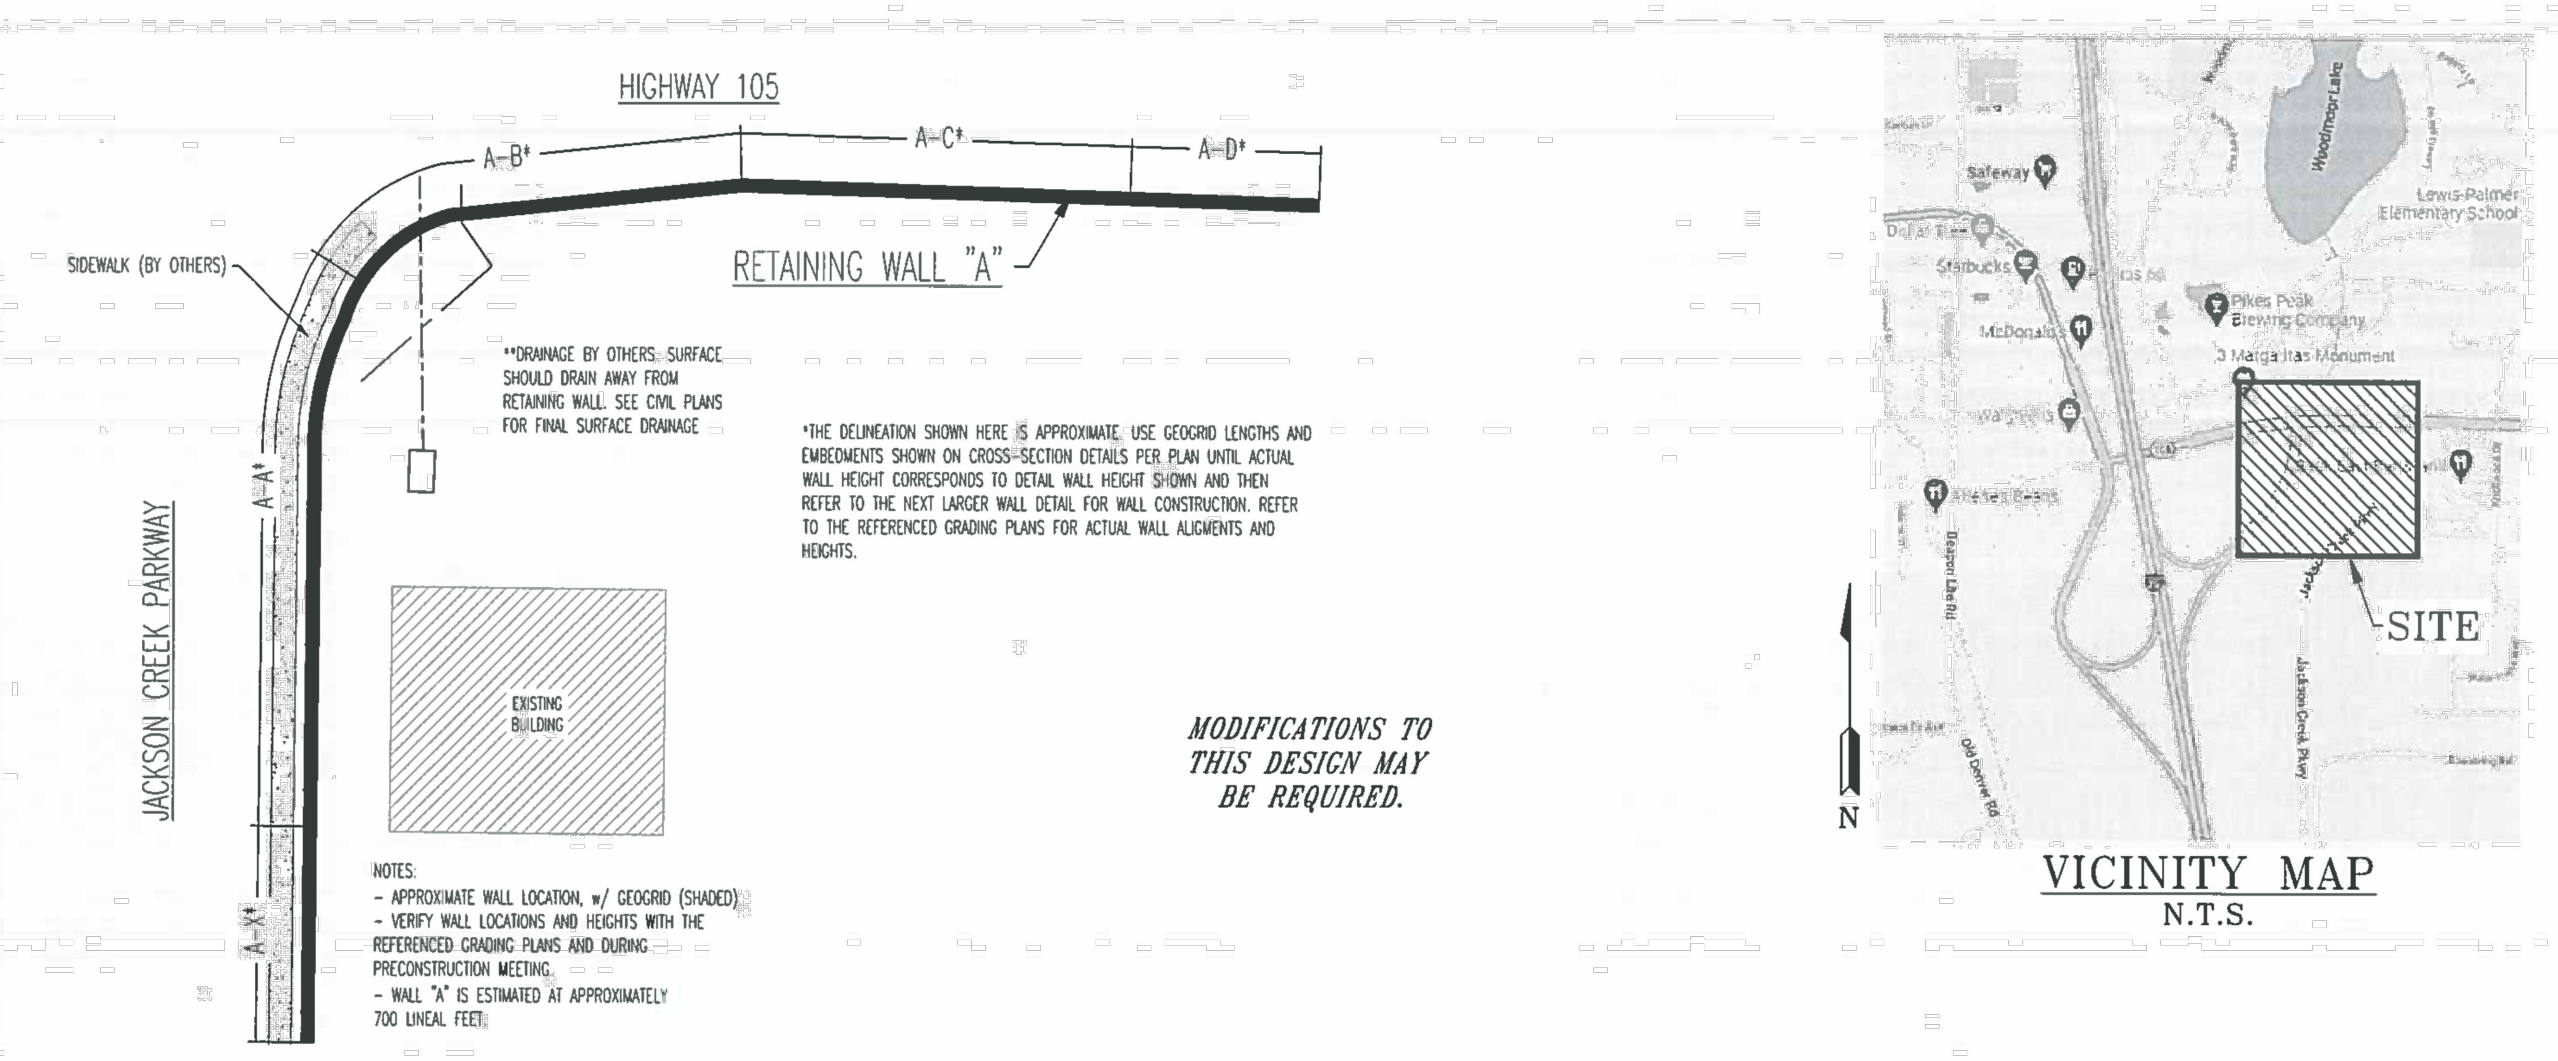 HIGHWAY 105
A-B*
A-C*
A-D*
SIDEWALK (BY OTHERS)
RETAINING WALL "A"
**DRAINAGE BY OTHERS. SURFACE
SHOULD DRAIN AWAY FROM
RETAINING WALL. SEE CIVIL PLANS
FOR FINAL SURFACE DRAINAGE
*THE DELINEATION SHOWN HERE IS APPROXIMATE. USE GEOGRID LENGTHS AND
EMBEDMENTS SHOWN ON CROSS-SECTION DETAILS PER PLAN UNTIL ACTUAL
WALL HEIGHT CORRESPONDS TO DETAIL WALL HEIGHT SHOWN AND THEN
REFER TO THE NEXT LARGER WALL DETAIL FOR WALL CONSTRUCTION. REFER
TO THE REFERENCED GRADING PLANS FOR ACTUAL WALL ALIGMENTS AND
HEIGHTS.
A-A*
JACKSON CREEK PARKWAY
EXISTING
BUILDING
MODIFICATIONS TO
THIS DESIGN MAY
BE REQUIRED.
A-X*
NOTES:
- APPROXIMATE WALL LOCATION, w/ GEOGRID (SHADED)
- VERIFY WALL LOCATIONS AND HEIGHTS WITH THE
REFERENCED GRADING PLANS AND DURING
PRECONSTRUCTION MEETING
- WALL "A" IS ESTIMATED AT APPROXIMATELY
700 LINEAL FEET
Woodmoor Lake
Safeway
Lewis-Palmer
Elementary School
Starbucks
Pikes Peak
Brewing Company
McDonald's
3 Margaritas Monument
Beacon Lite Rd
Old Denver Rd
Jackson Creek Pkwy
SITE
N
VICINITY MAP
N.T.S.